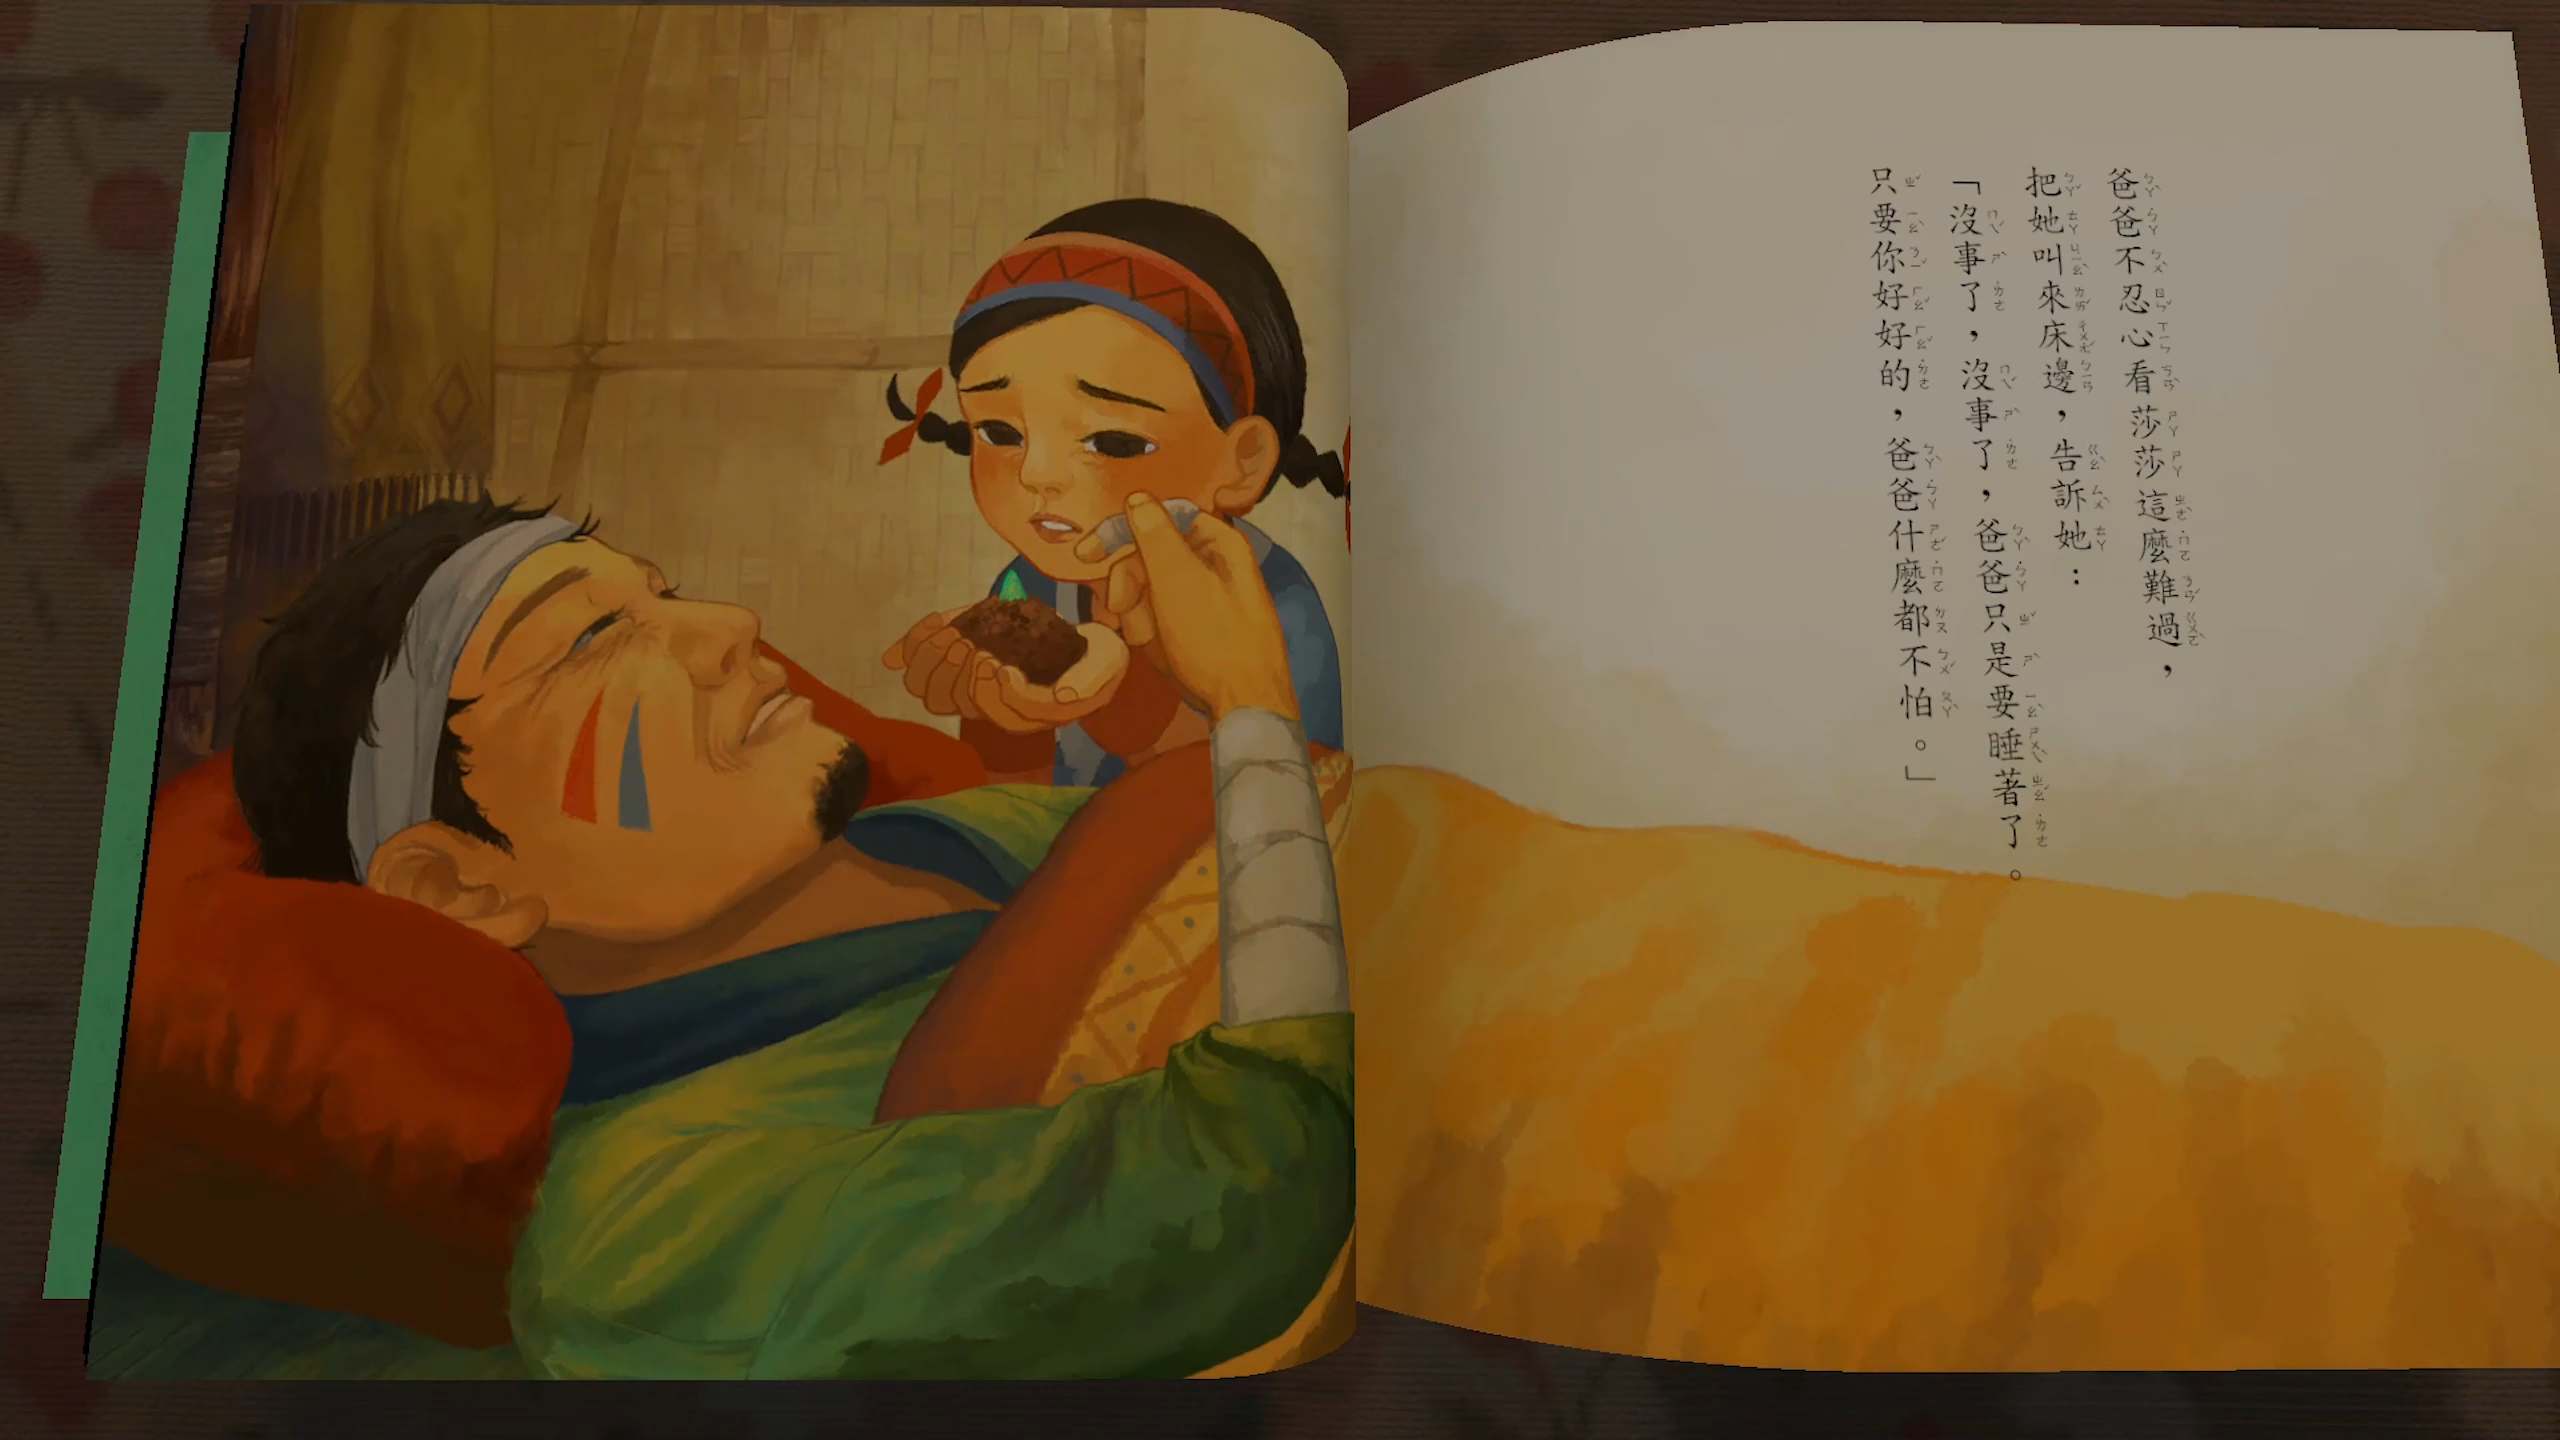 爸爸不忍心看莎莎這麼難過，
把她叫來床邊，告訴她：
「沒事了，沒事了，爸爸只是要睡著了。
只要你好好的，爸爸什麼都不怕。」